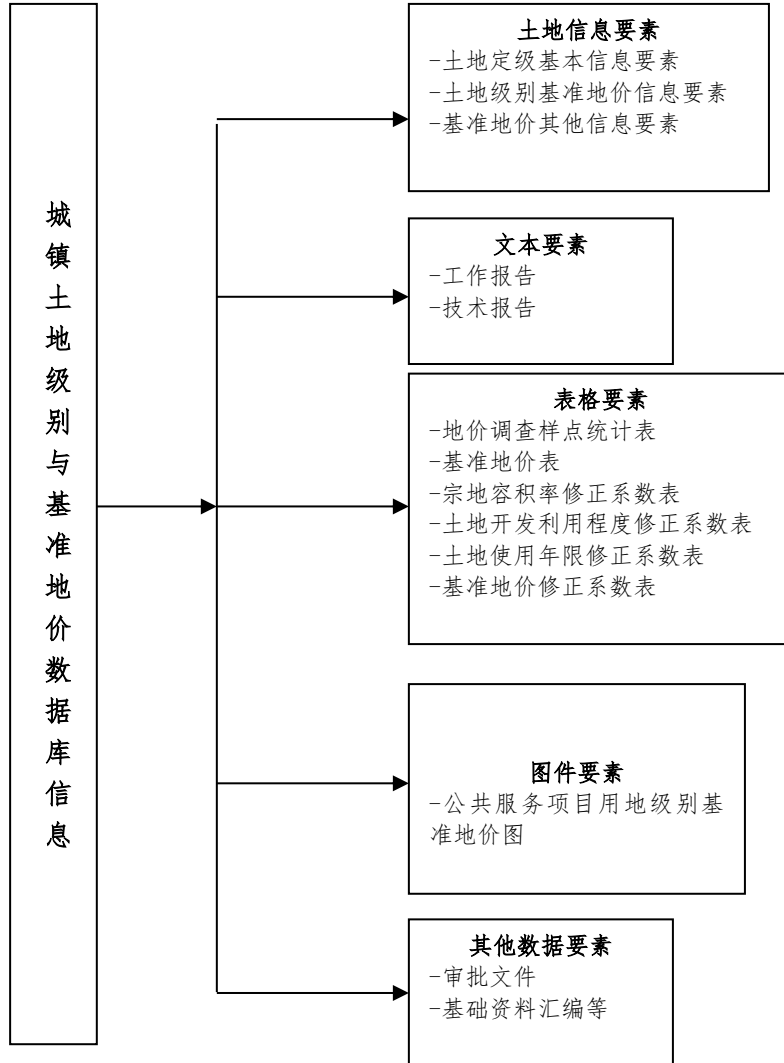 城镇土地级别与基准地价数据库信息
土地信息要素
-土地定级基本信息要素
-土地级别基准地价信息要素
-基准地价其他信息要素
文本要素
-工作报告
-技术报告
表格要素
-地价调查样点统计表
-基准地价表
-宗地容积率修正系数表
-土地开发利用程度修正系数表
-土地使用年限修正系数表
-基准地价修正系数表
图件要素
-公共服务项目用地级别基
准地价图
其他数据要素
-审批文件
-基础资料汇编等